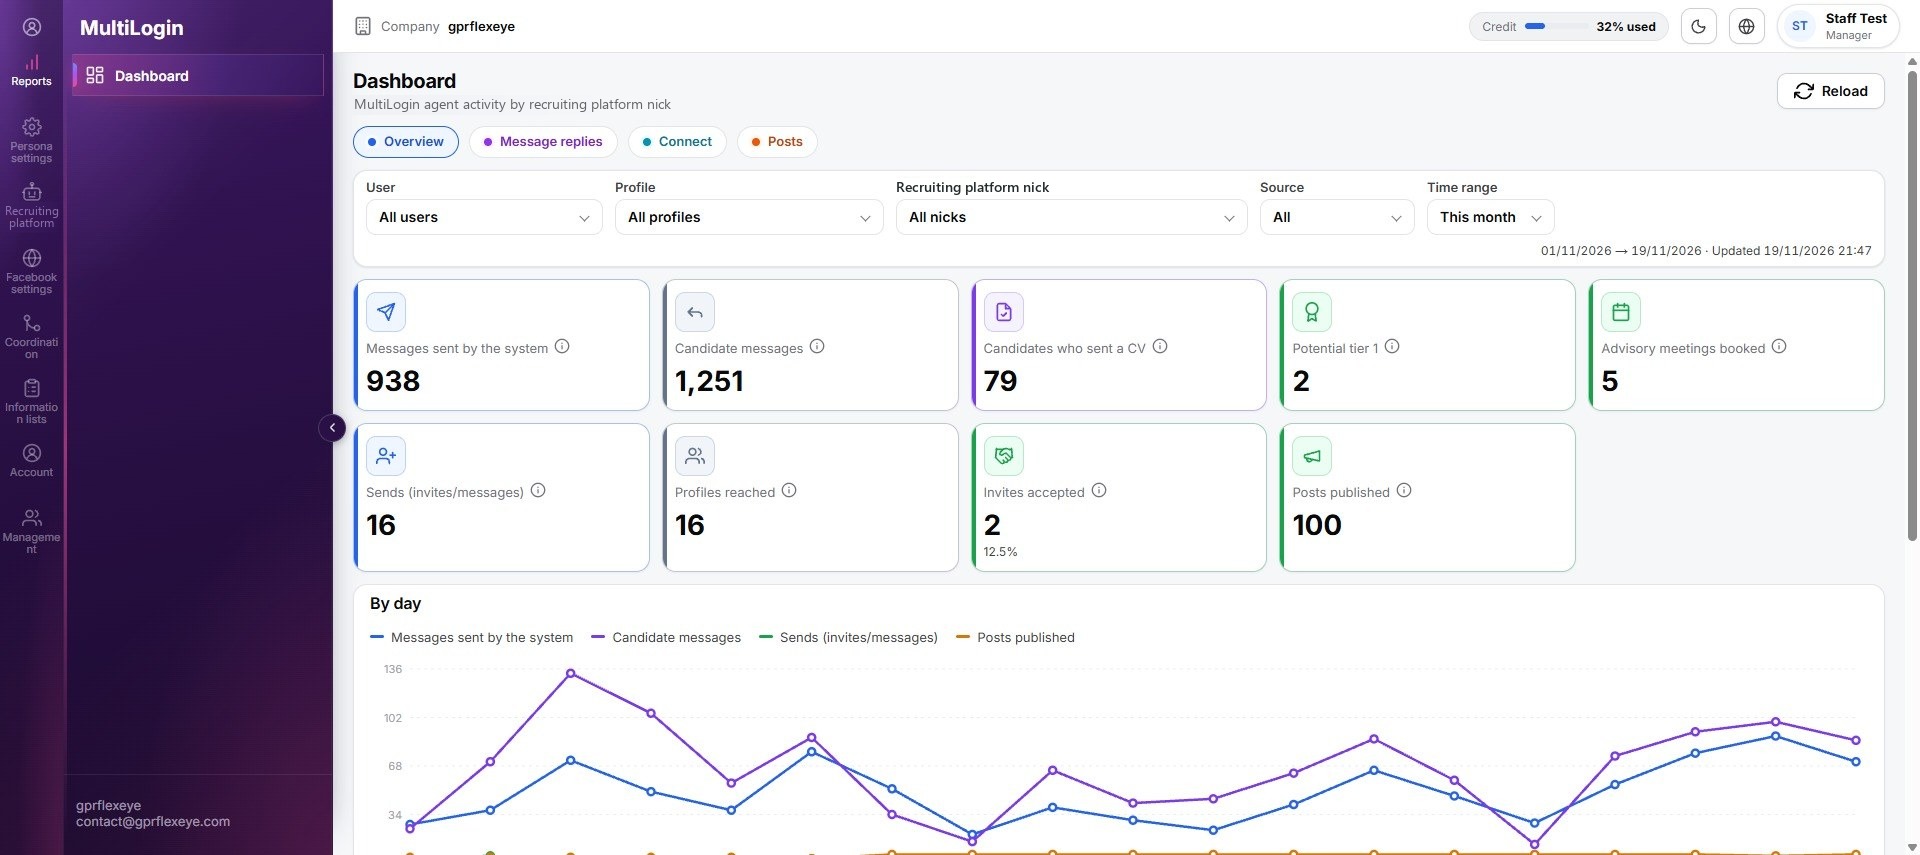 MultiLogin
Company gprflexeye
Credit 32% used
ST
Staff Test
Manager
Reports
Dashboard
Persona
settings
Recruiting
platform
Facebook
settings
Coordinati
on
Informatio
n lists
Account
Manageme
nt
gprflexeye
contact@gprflexeye.com
Dashboard
MultiLogin agent activity by recruiting platform nick
Reload
Overview
Message replies
Connect
Posts
User
All users
Profile
All profiles
Recruiting platform nick
All nicks
Source
All
Time range
This month
01/11/2026 → 19/11/2026 · Updated 19/11/2026 21:47
Messages sent by the system
938
Candidate messages
1,251
Candidates who sent a CV
79
Potential tier 1
2
Advisory meetings booked
5
Sends (invites/messages)
16
Profiles reached
16
Invites accepted
2
12.5%
Posts published
100
By day
Messages sent by the system
Candidate messages
Sends (invites/messages)
Posts published
136
102
68
34